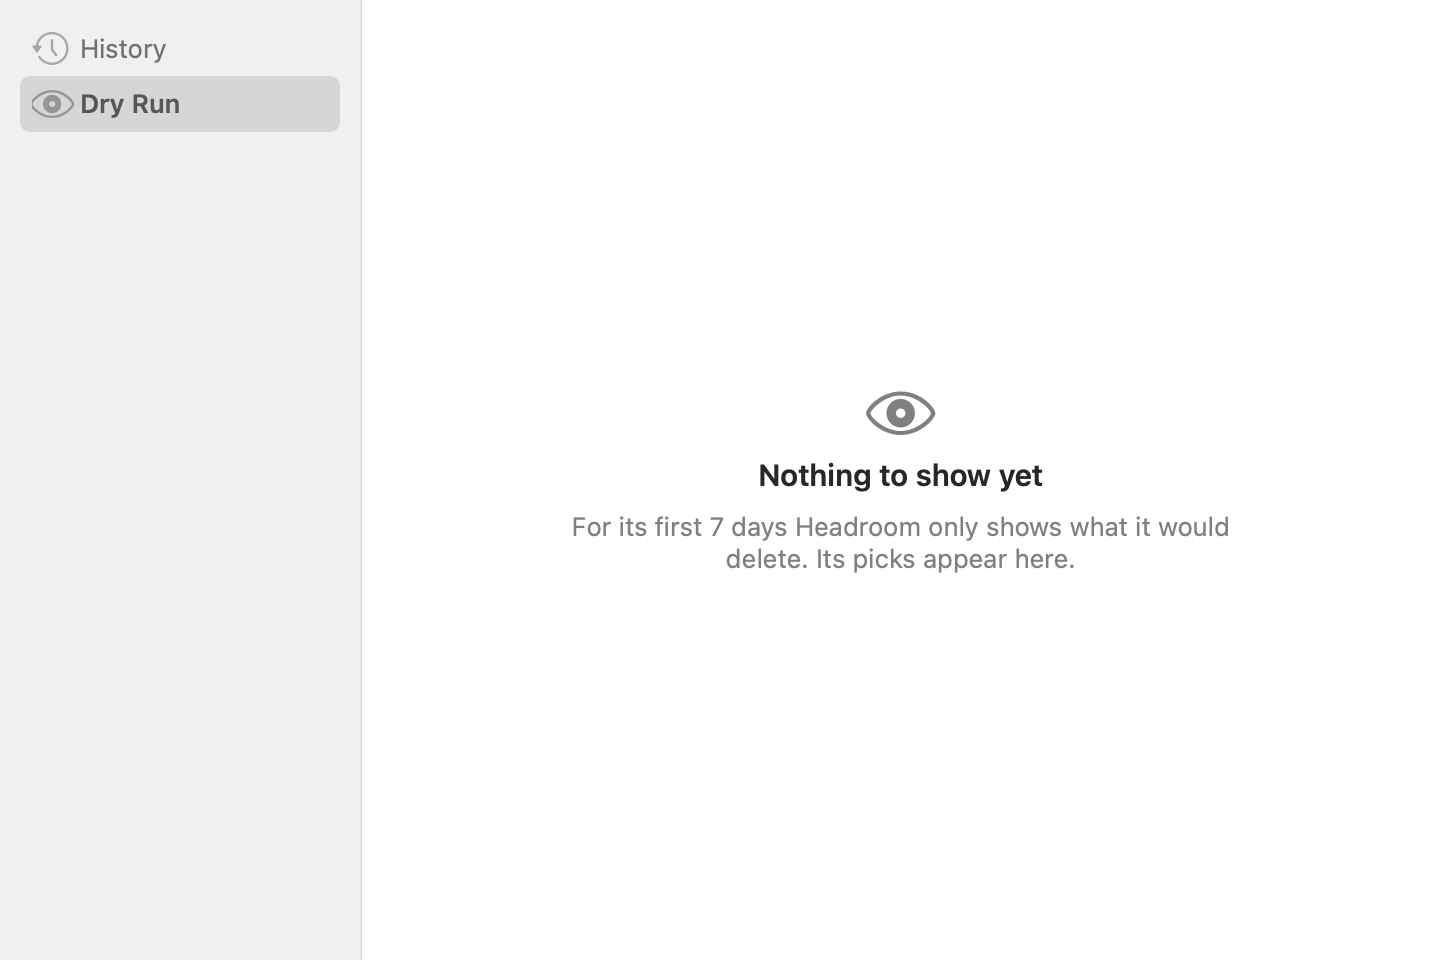 History
Dry Run
Nothing to show yet
For its first 7 days Headroom only shows what it would
delete. Its picks appear here.